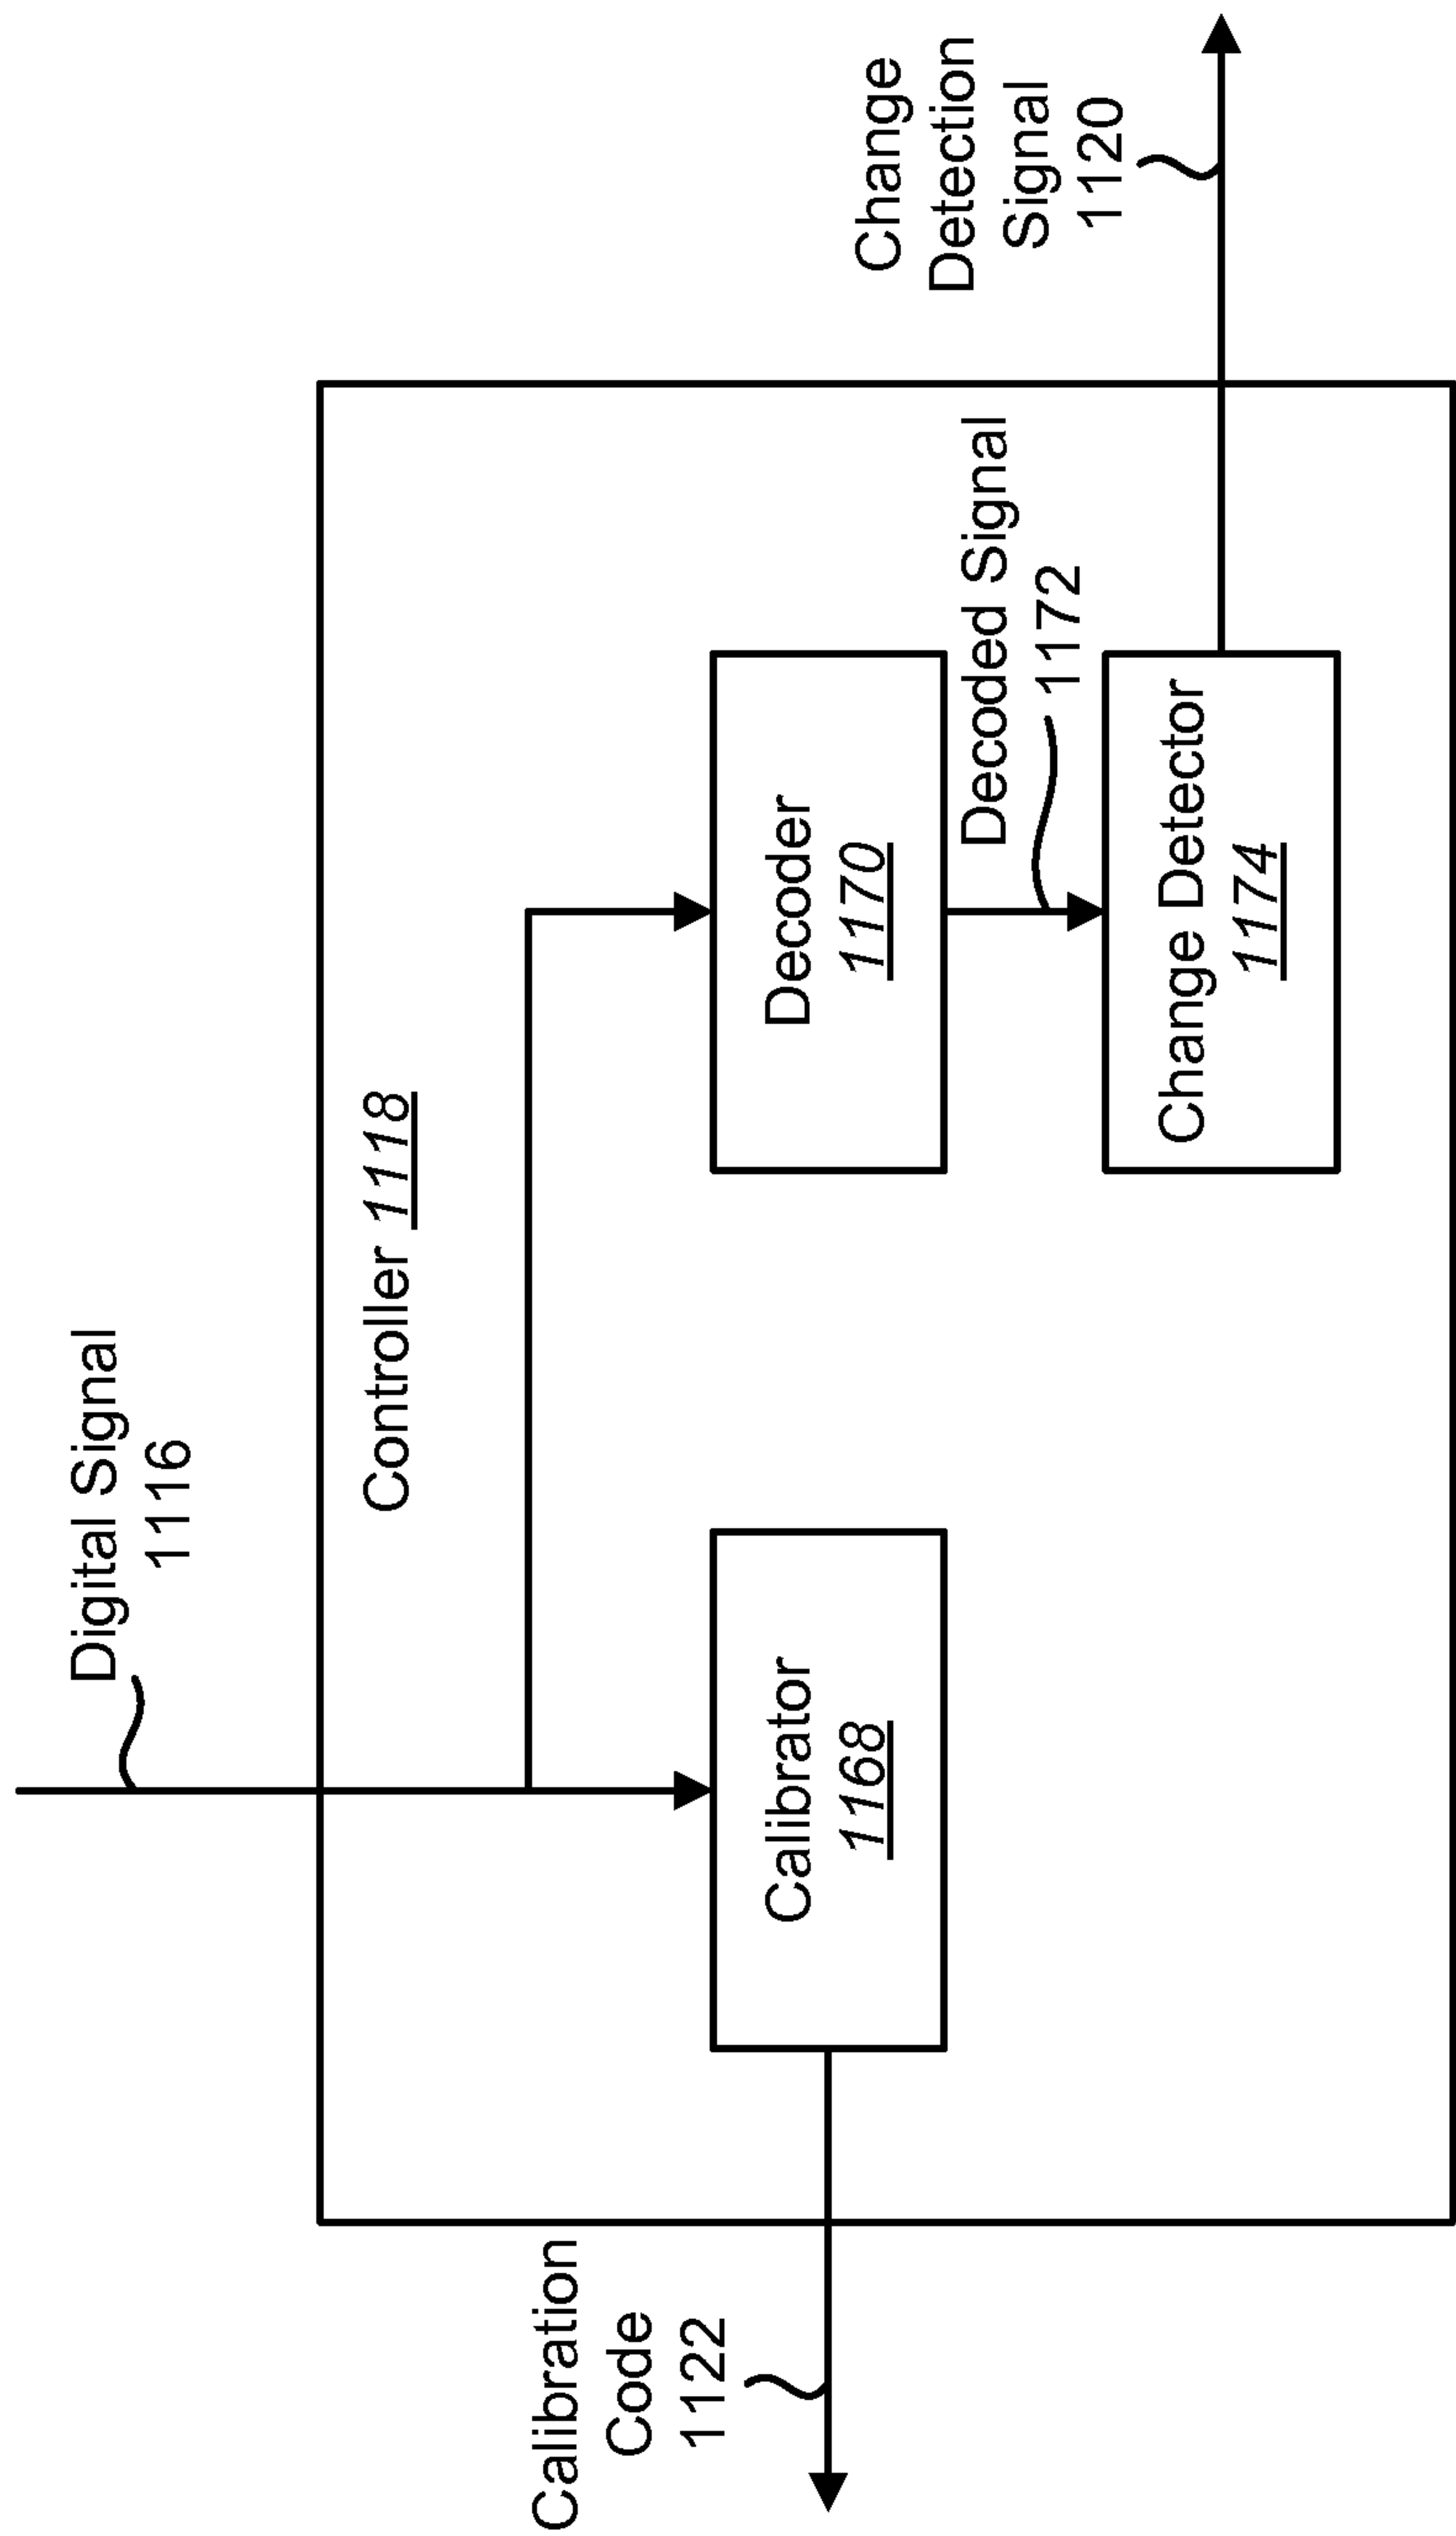 Digital Signal
1116
Controller 1118
Calibration
Code
1122
Calibrator
1168
Decoder
1170
Decoded Signal
1172
Change Detector
1174
Change
Detection
Signal
1120